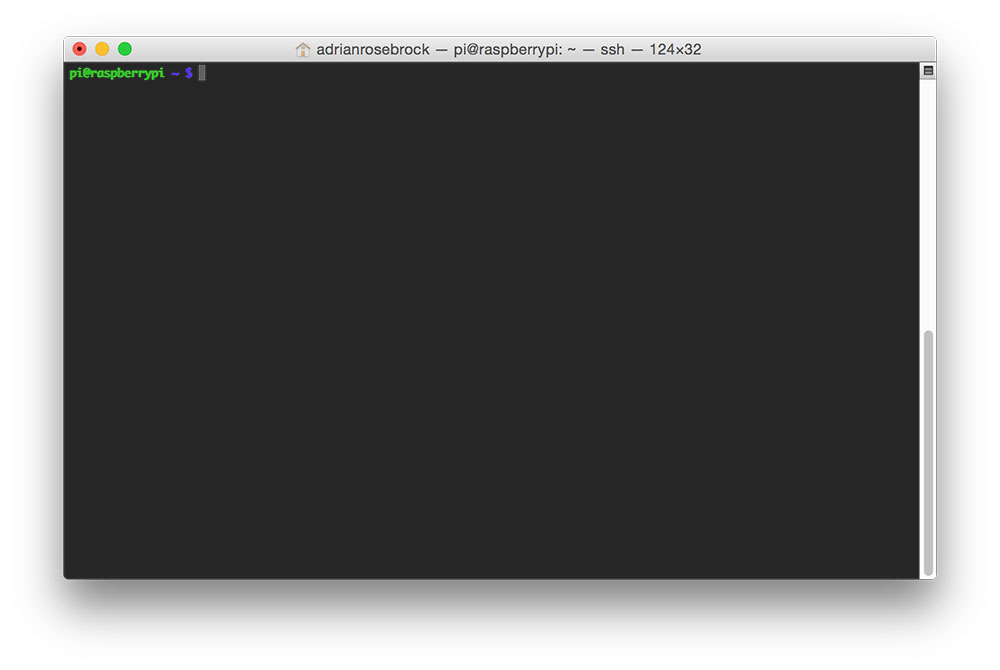 adrianrosebrock — pi@raspberrypi: ~ — ssh — 124×32
pi@raspberrypi ~ $